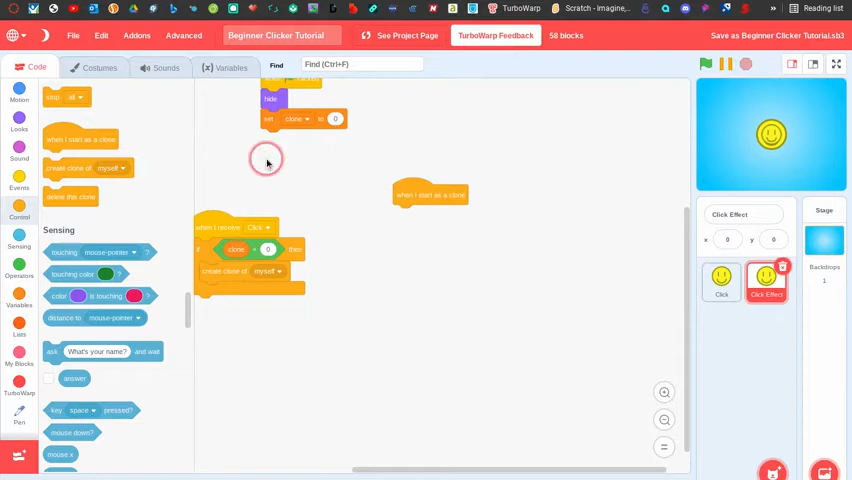 TurboWarp
Scratch - Imagine,...
Reading list
File
Edit
Addons
Advanced
Beginner Clicker Tutorial
See Project Page
TurboWarp Feedback
58 blocks
Save as Beginner Clicker Tutorial.sb3
Code
Costumes
Sounds
Variables
Find
Find (Ctrl+F)
Motion
Looks
Sound
Events
Control
Sensing
Operators
Variables
Lists
My Blocks
TurboWarp
Pen
stop all
when I start as a clone
create clone of myself
delete this clone
Sensing
touching mouse-pointer ?
touching color ?
color is touching ?
distance to mouse-pointer
ask What's your name? and wait
answer
key space pressed?
mouse down?
mouse x
hide
set clone to 0
when I receive Click
if clone = 0 then
create clone of myself
when I start as a clone
Click Effect
x 0 y 0
Click
Click Effect
Stage
Backdrops
1